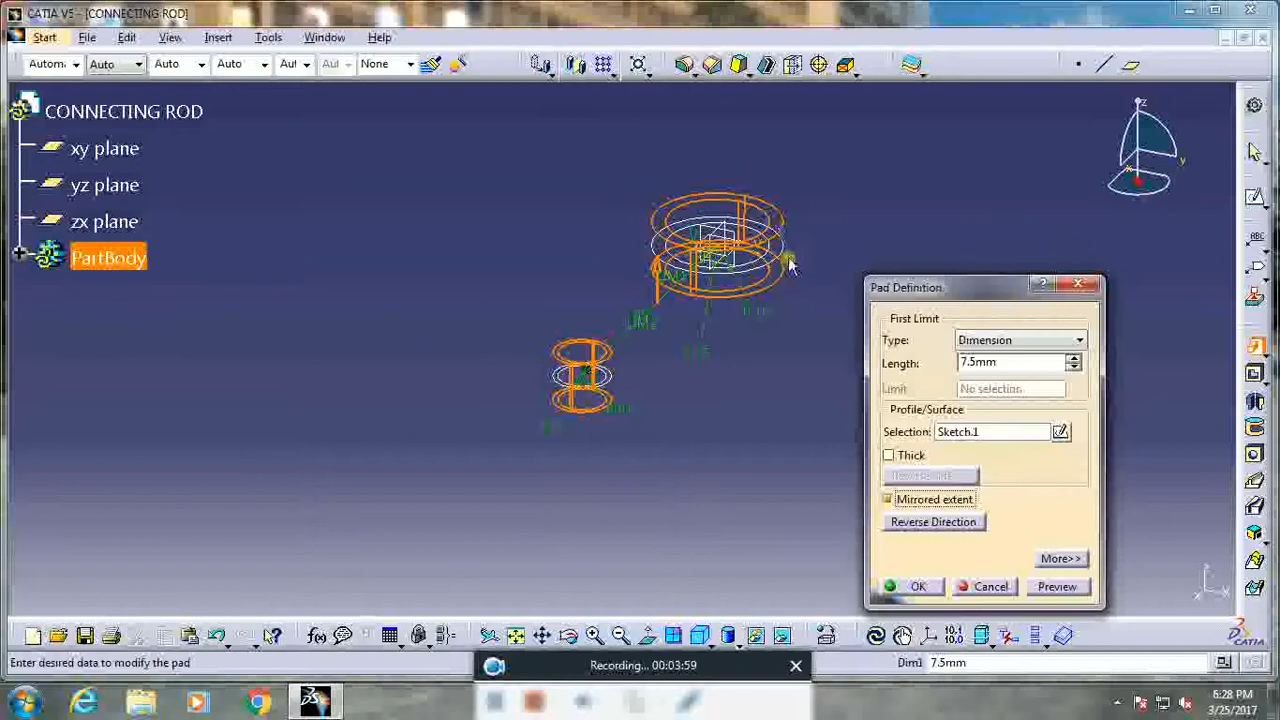 CATIA V5 - [CONNECTING ROD]
Start File Edit View Insert Tools Window Help
Auto Auto Auto None
CONNECTING ROD
xy plane
yz plane
zx plane
PartBody
z
y
x
Pad Definition
First Limit
Type: Dimension
Length: 7.5mm
Limit No selection
Profile/Surface
Selection: Sketch.1
Thick
Mirrored extent
Reverse Direction
More>>
OK Cancel Preview
Enter desired data to modify the pad
Recording... 00:03:59
Dim1 7.5mm
CATIA
6:28 PM
3/25/2017